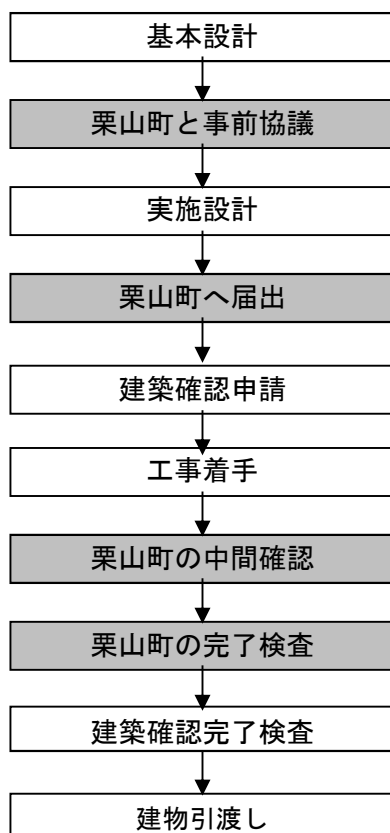 基本設計
栗山町と事前協議
実施設計
栗山町へ届出
建築確認申請
工事着手
栗山町の中間確認
栗山町の完了検査
建築確認完了検査
建物引渡し